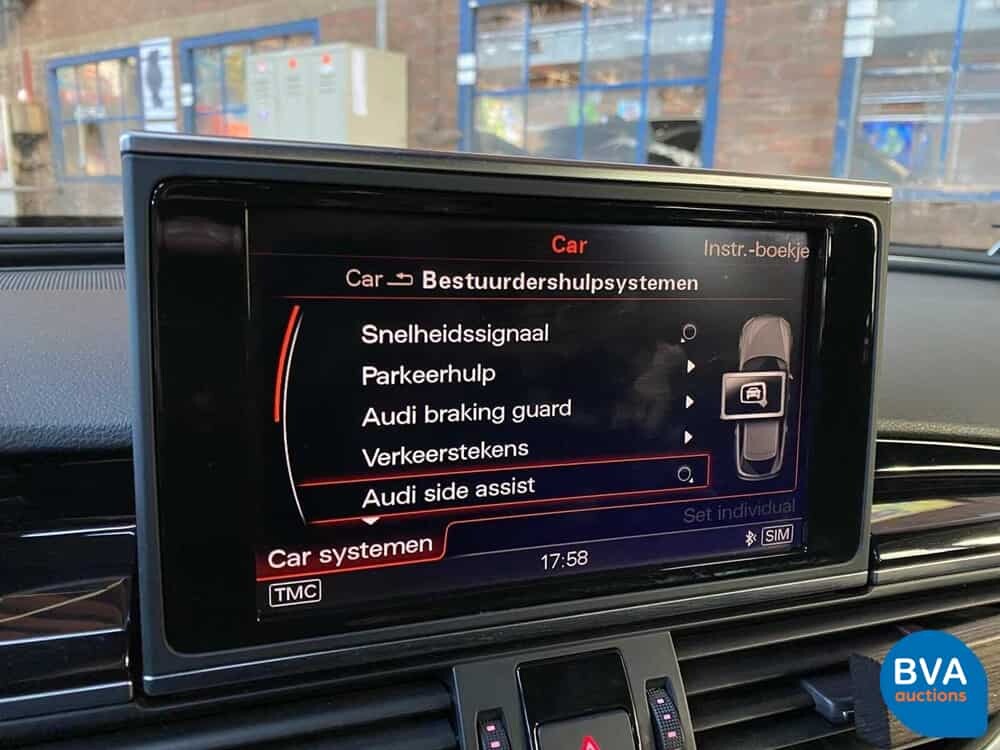 Car
Instr.-boekje
Car Bestuurdershulpsystemen
Snelheidssignaal
Parkeerhulp
Audi braking guard
Verkeerstekens
Audi side assist
Set individual
Car systemen
17:58
SIM
TMC
BVA
auctions